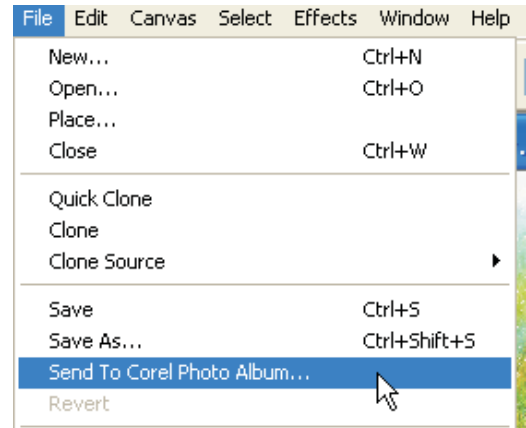 File Edit Canvas Select Effects Window Help
New... Ctrl+N
Open... Ctrl+O
Place...
Close Ctrl+W
Quick Clone
Clone
Clone Source
Save Ctrl+S
Save As... Ctrl+Shift+S
Send To Corel Photo Album...
Revert